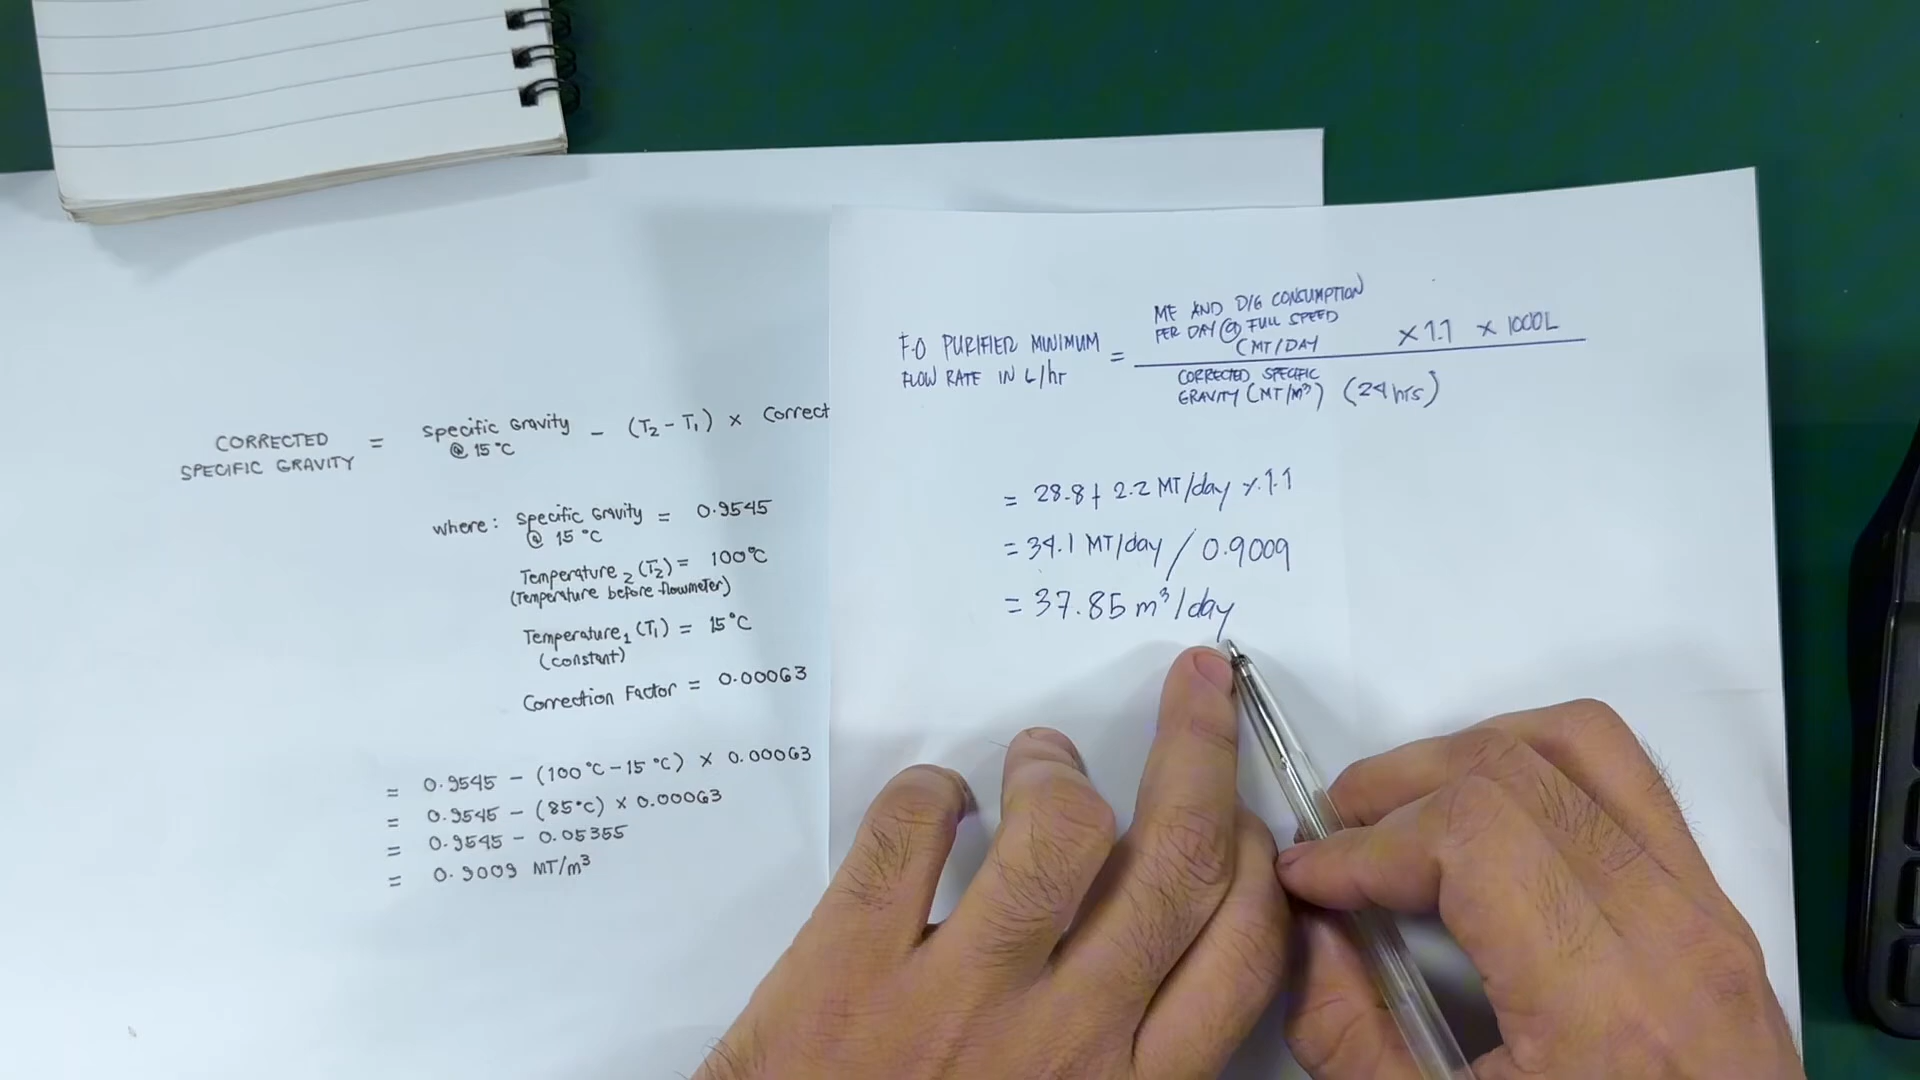 CORRECTED
SPECIFIC GRAVITY
= Specific Gravity @ 15°C − (T₂ − T₁) × Correct
where: Specific Gravity = 0.9545
@ 15 °C
Temperature₂ (T₂) = 100°C
(Temperature before flowmeter)
Temperature₁ (T₁) = 15°C
(constant)
Correction Factor = 0.00063
= 0.9545 − (100°C − 15°C) × 0.00063
= 0.9545 − (85°C) × 0.00063
= 0.9545 − 0.05355
= 0.9009 MT/m³
F.O PURIFIER MINIMUM
FLOW RATE IN L/hr
=
ME AND D/G CONSUMPTION
PER DAY @ FULL SPEED
(MT/DAY × 1.1 × 1000L
CORRECTED SPECIFIC
GRAVITY (MT/m³) (24 hrs)
= 28.8 + 2.2 MT/day × 1.1
= 34.1 MT/day / 0.9009
= 37.85 m³/day